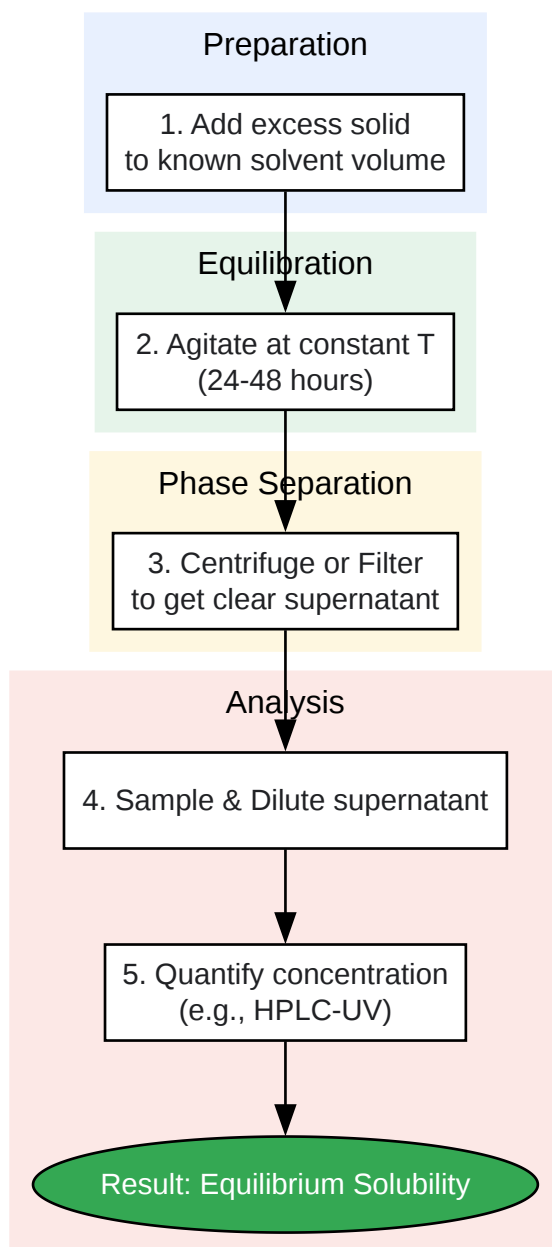 Preparation
1. Add excess solid
to known solvent volume
Equilibration
2. Agitate at constant T
(24-48 hours)
Phase Separation
3. Centrifuge or Filter
to get clear supernatant
Analysis
4. Sample & Dilute supernatant
5. Quantify concentration
(e.g., HPLC-UV)
Result: Equilibrium Solubility